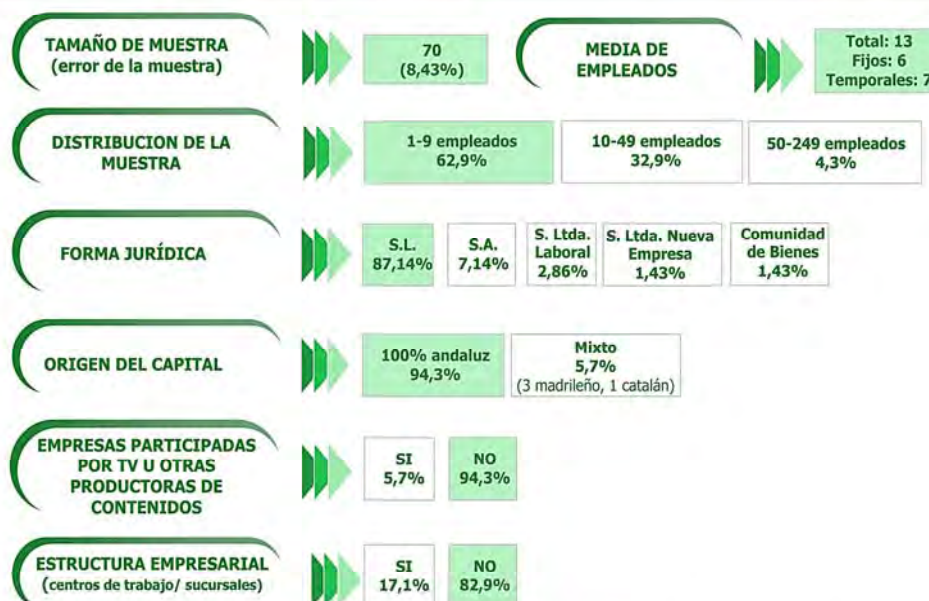 TAMAÑO DE MUESTRA
(error de la muestra)
70
(8,43%)
MEDIA DE
EMPLEADOS
Total: 13
Fijos: 6
Temporales: 7
DISTRIBUCION DE LA
MUESTRA
1-9 empleados
62,9%
10-49 empleados
32,9%
50-249 empleados
4,3%
FORMA JURÍDICA
S.L.
87,14%
S.A.
7,14%
S. Ltda.
Laboral
2,86%
S. Ltda. Nueva
Empresa
1,43%
Comunidad
de Bienes
1,43%
ORIGEN DEL CAPITAL
100% andaluz
94,3%
Mixto
5,7%
(3 madrileño, 1 catalán)
EMPRESAS PARTICIPADAS
POR TV U OTRAS
PRODUCTORAS DE
CONTENIDOS
SI
5,7%
NO
94,3%
ESTRUCTURA EMPRESARIAL
(centros de trabajo/ sucursales)
SI
17,1%
NO
82,9%